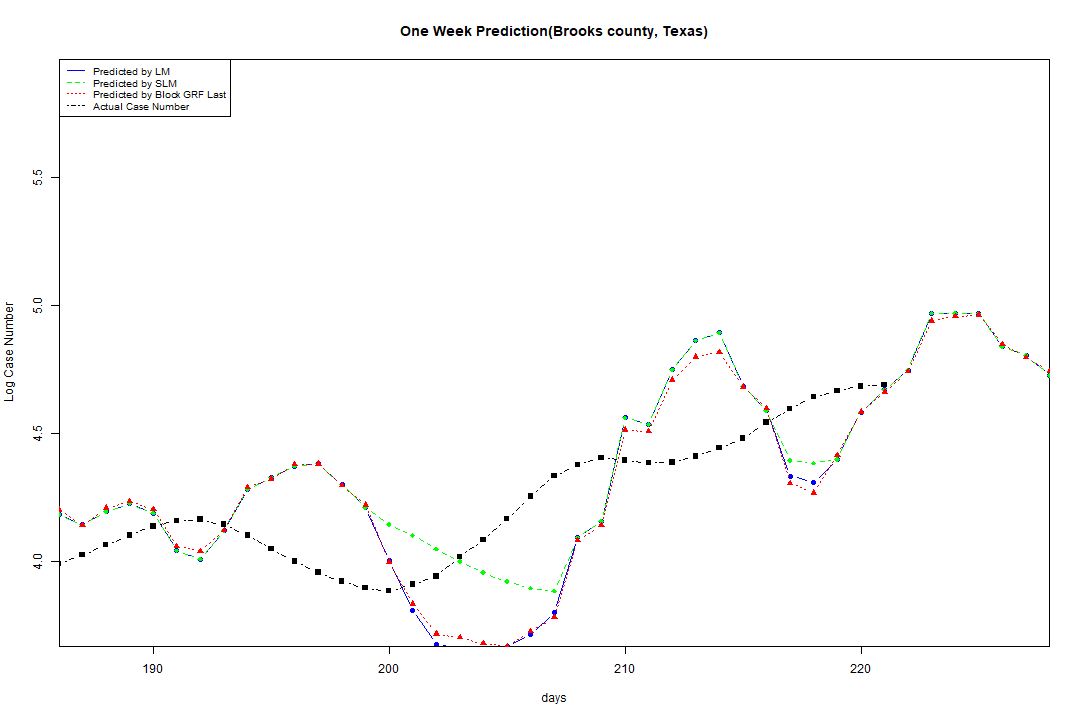 One Week Prediction(Brooks county, Texas)
Predicted by LM
Predicted by SLM
Predicted by Block GRF Last
Actual Case Number
5.5
5.0
4.5
4.0
Log Case Number
190
200
210
220
days